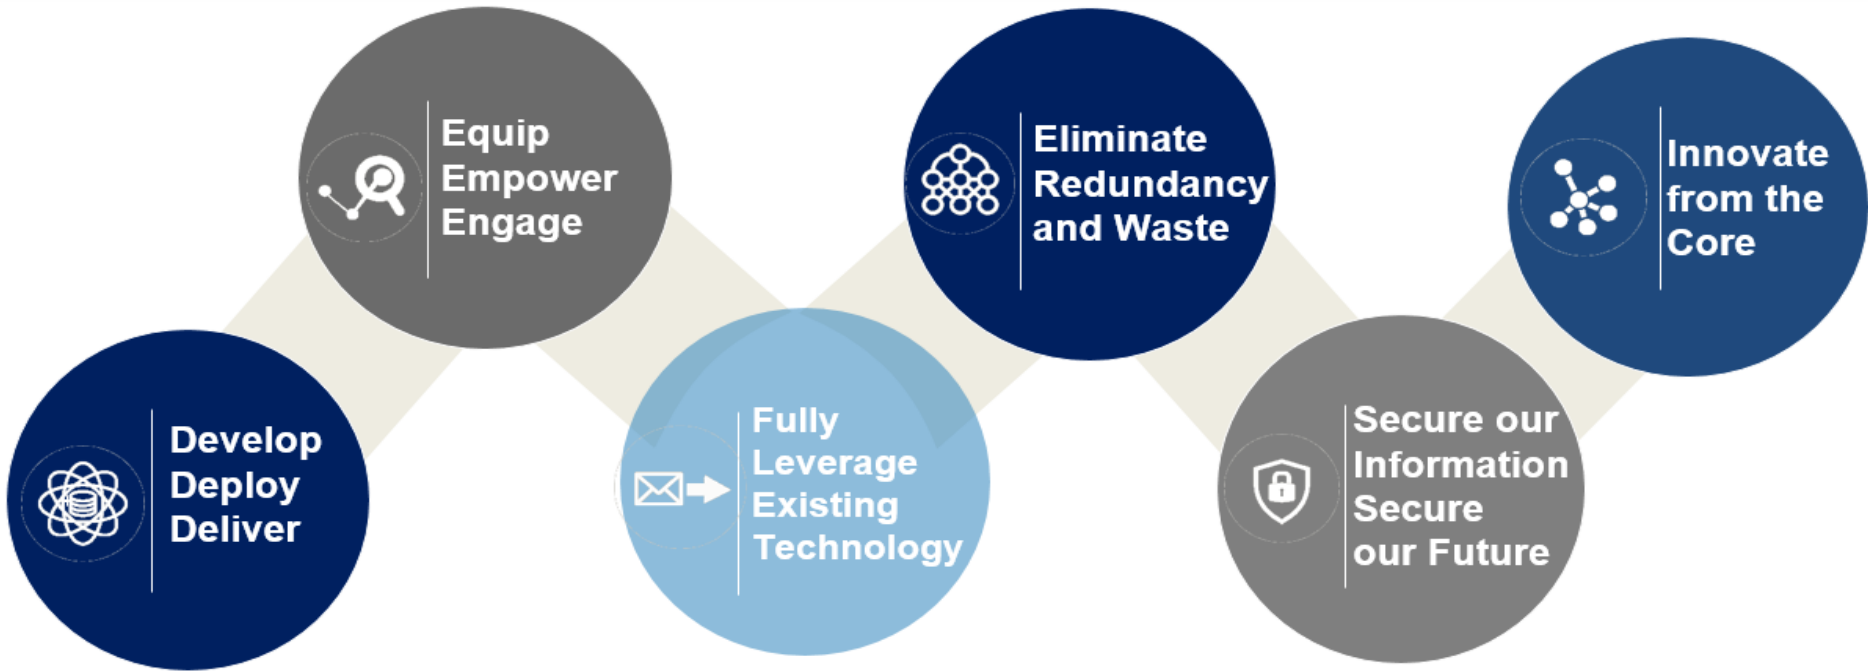 Develop
Deploy
Deliver
Equip
Empower
Engage
Fully
Leverage
Existing
Technology
Eliminate
Redundancy
and Waste
Secure our
Information
Secure
our Future
Innovate
from the
Core